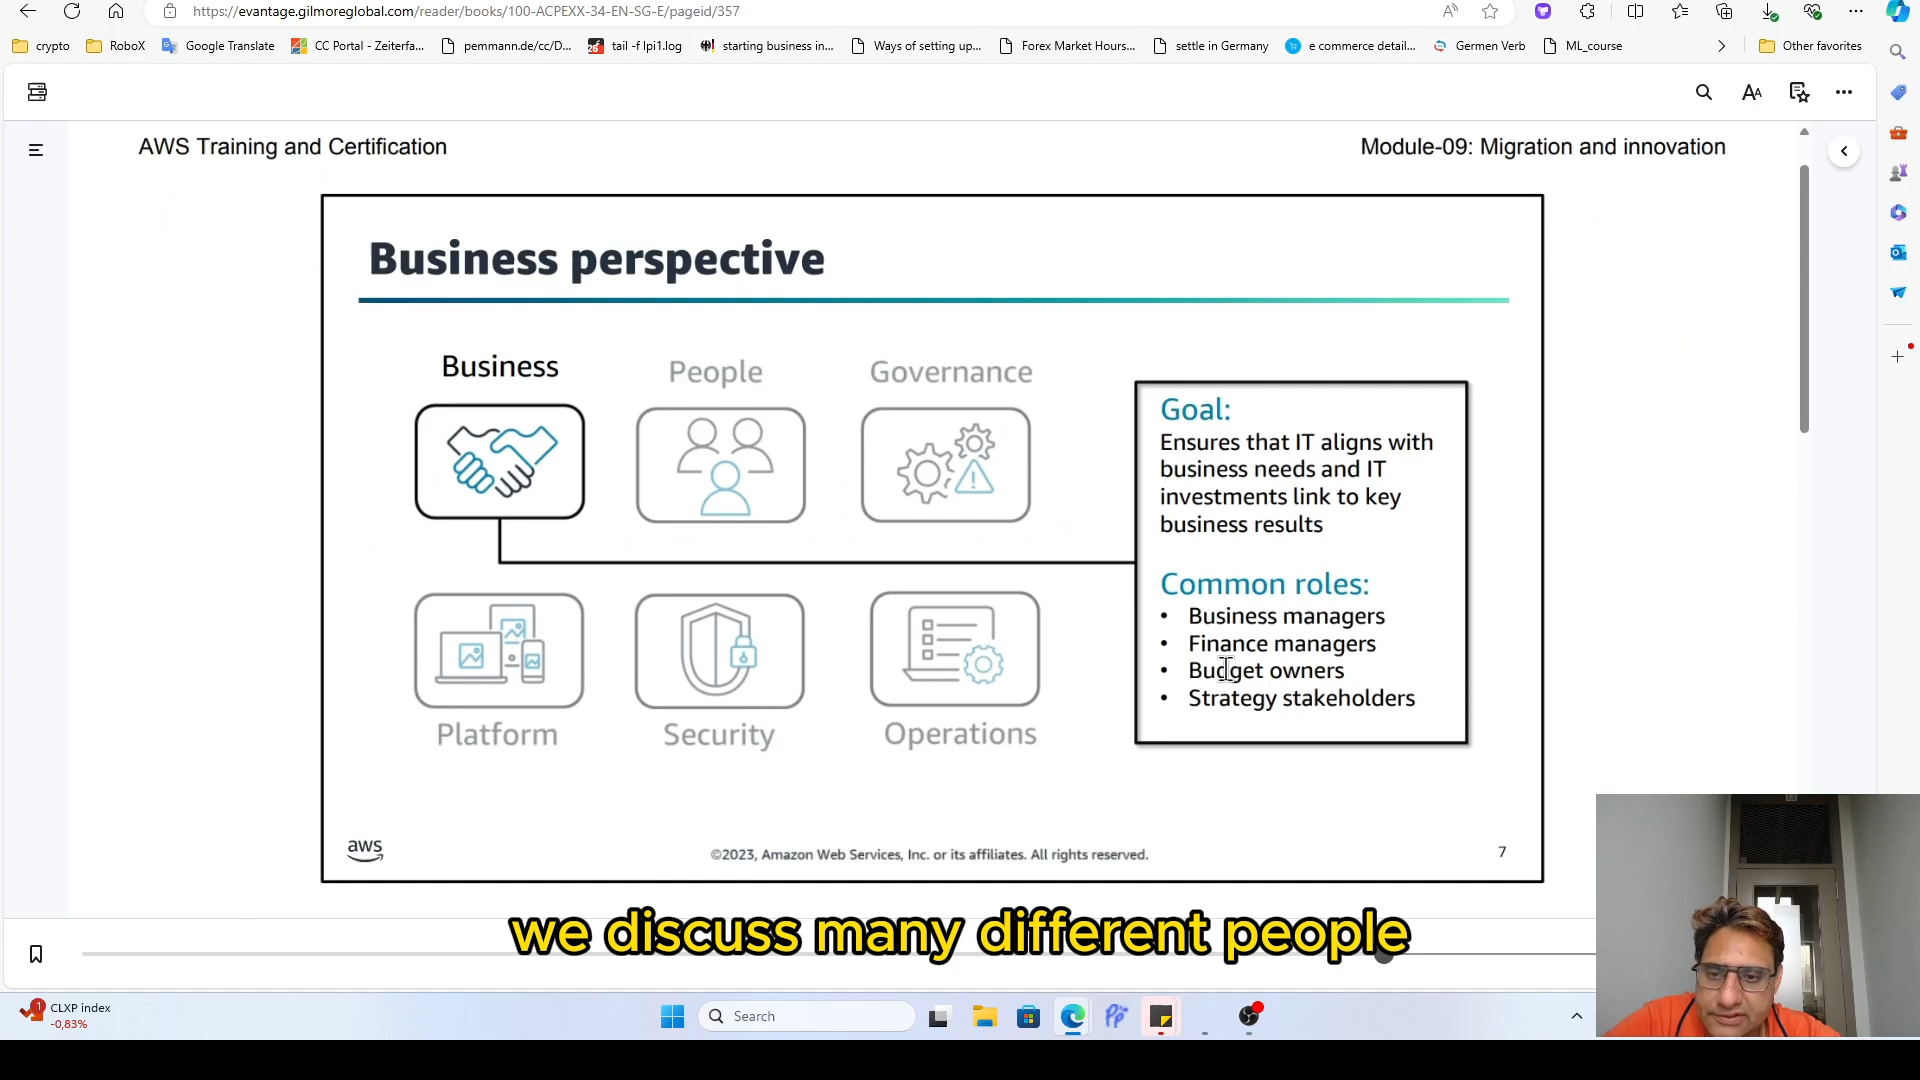 https://evantage.gilmoreglobal.com/reader/books/100-ACPEXX-34-EN-SG-E/pageid/357
crypto
RoboX
Google Translate
CC Portal - Zeiterfa...
pemmann.de/cc/D...
tail -f lpi1.log
starting business in...
Ways of setting up...
Forex Market Hours...
settle in Germany
e commerce detail...
Germen Verb
ML_course
Other favorites
AWS Training and Certification
Module-09: Migration and innovation
Business perspective
Business
People
Governance
Goal:
Ensures that IT aligns with
business needs and IT
investments link to key
business results
Common roles:
• Business managers
• Finance managers
• Budget owners
• Strategy stakeholders
Platform
Security
Operations
aws
©2023, Amazon Web Services, Inc. or its affiliates. All rights reserved.
7
we discuss many different people
1
CLXP index
-0,83%
Search